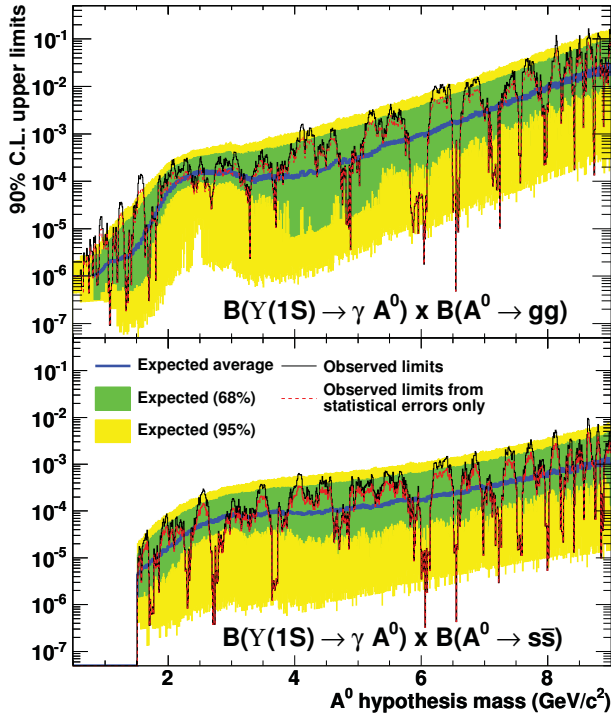 90% C.L. upper limits
10⁻¹
10⁻²
10⁻³
10⁻⁴
10⁻⁵
10⁻⁶
10⁻⁷
B(ϒ(1S) → γ A⁰) x B(A⁰ → gg)
Expected average
Observed limits
Expected (68%)
Observed limits from
statistical errors only
Expected (95%)
10⁻¹
10⁻²
10⁻³
10⁻⁴
10⁻⁵
10⁻⁶
10⁻⁷
B(ϒ(1S) → γ A⁰) x B(A⁰ → ss̅)
2 4 6 8
A⁰ hypothesis mass (GeV/c²)